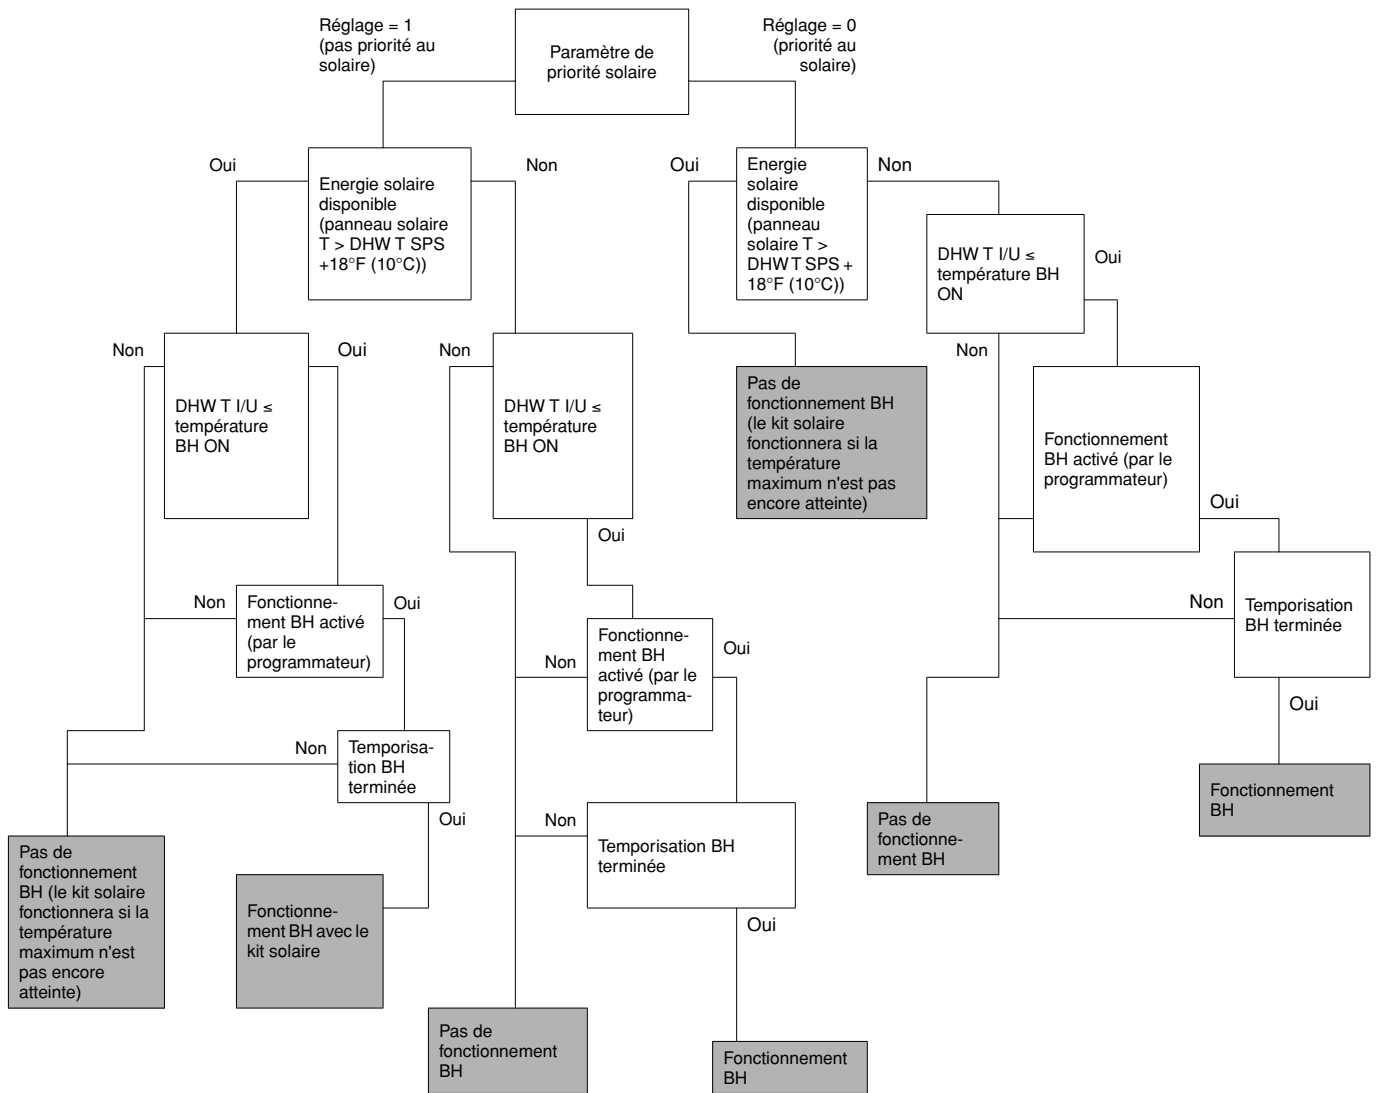 Réglage = 1
(pas priorité au
solaire)
Paramètre de
priorité solaire
Réglage = 0
(priorité au
solaire)
Oui
Energie solaire
disponible
(panneau solaire
T > DHW T SPS
+18°F (10°C))
Non
Oui
Energie
solaire
disponible
(panneau
solaire T >
DHW T SPS +
18°F (10°C))
Non
DHW T I/U ≤
température BH
ON
Oui
Non
Non
DHW T I/U ≤
température
BH ON
Oui
Non
DHW T I/U ≤
température
BH ON
Oui
Pas de
fonctionnement BH
(le kit solaire
fonctionnera si la
température
maximum n'est pas
encore atteinte)
Fonctionnement
BH activé (par le
programmateur)
Oui
Non
Fonctionne-
ment BH activé
(par le
programmateur)
Oui
Non
Fonctionne-
ment BH
activé (par le
programma-
teur)
Oui
Non
Temporisation
BH terminée
Oui
Non
Temporisa-
tion BH
terminée
Oui
Non
Temporisation BH
terminée
Oui
Pas de
fonctionne-
ment BH
Fonctionnement
BH
Pas de
fonctionnement
BH (le kit solaire
fonctionnera si la
température
maximum n'est
pas encore
atteinte)
Fonctionne-
ment BH avec le
kit solaire
Pas de
fonctionnement
BH
Fonctionnement
BH